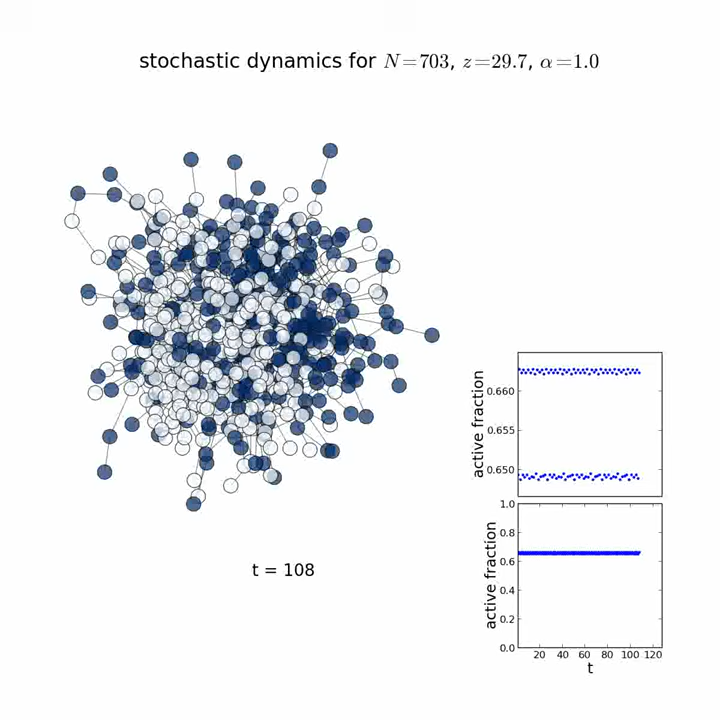 stochastic dynamics for N=703, z=29.7, α=1.0
active fraction
0.660
0.655
0.650
active fraction
1.0
0.8
0.6
0.4
0.2
0.0
20 40 60 80 100 120
t
t = 108